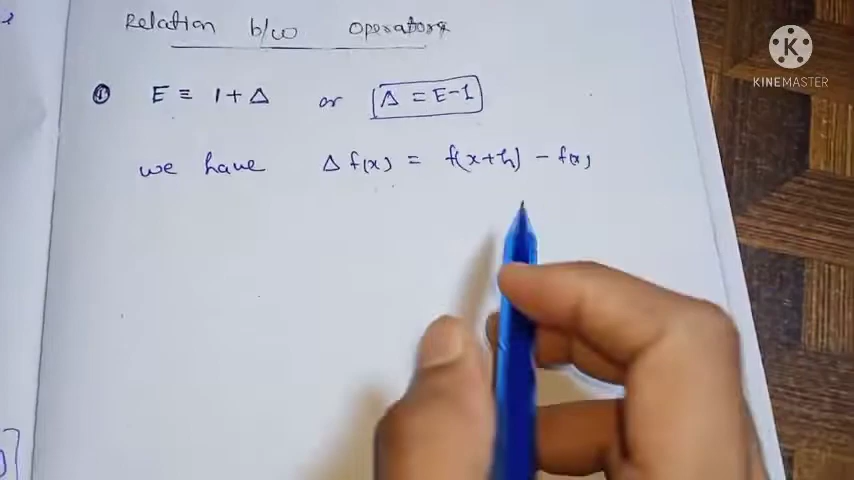 Relation b/w operators
① E ≡ 1 + Δ or Δ = E - 1
we have Δ f(x) = f(x+h) - f(x)
K
KINEMASTER